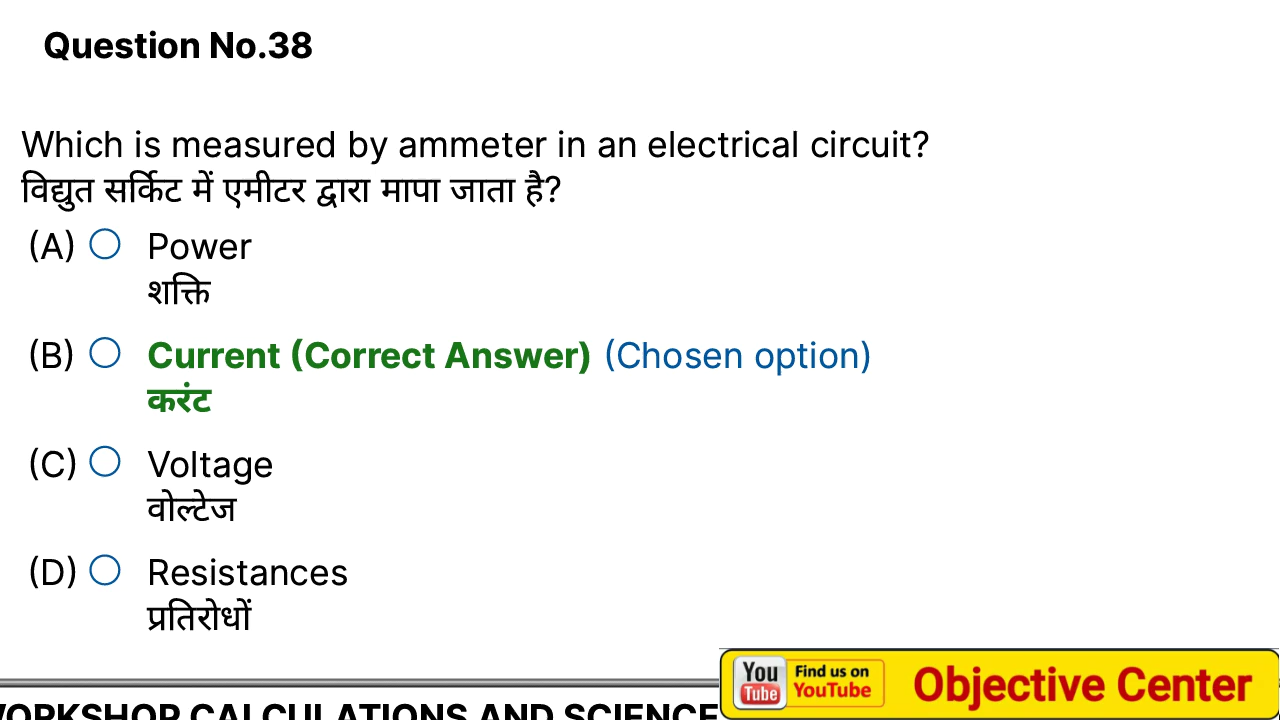 Question No.38
Which is measured by ammeter in an electrical circuit?
विद्युत सर्किट में एमीटर द्वारा मापा जाता है?
(A) Power
शक्ति
(B) Current (Correct Answer) (Chosen option)
करंट
(C) Voltage
वोल्टेज
(D) Resistances
प्रतिरोधों
WORKSHOP CALCULATIONS AND SCIENCE
You Tube Find us on YouTube Objective Center